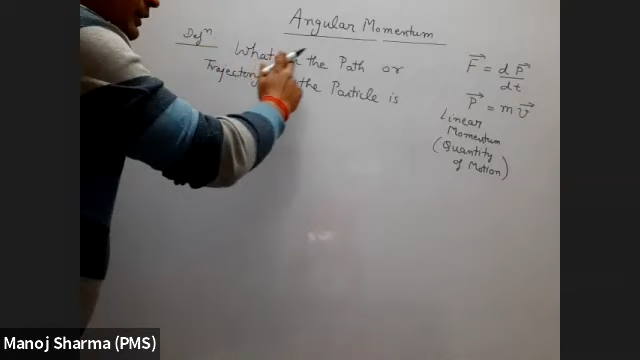 Angular Momentum
Defⁿ. What the Path or
Trajectory the Particle is
F⃗ = dP⃗/dt
P⃗ = mv⃗
Linear
Momentum
(Quantity
of Motion)
Manoj Sharma (PMS)